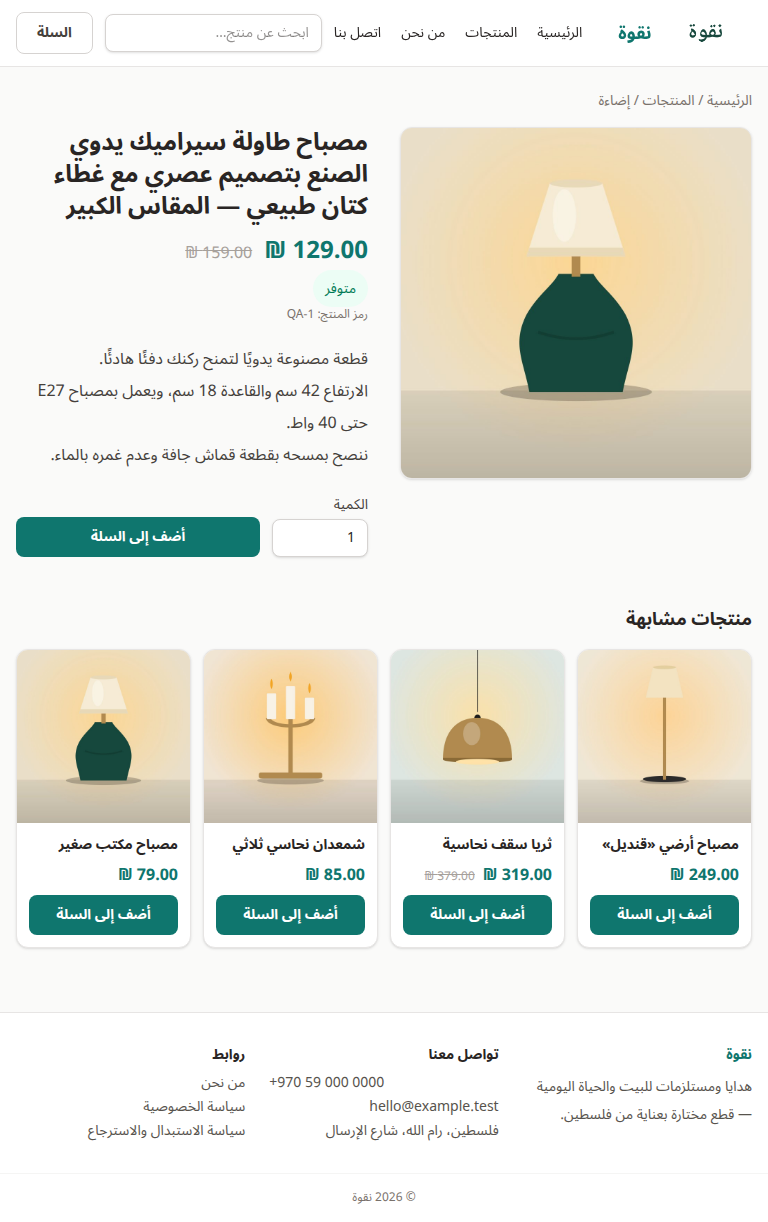 نقوة
نقوة
الرئيسية
المنتجات
من نحن
اتصل بنا
ابحث عن منتج...
السلة
الرئيسية / المنتجات / إضاءة
مصباح طاولة سيراميك يدوي
الصنع بتصميم عصري مع غطاء
كتان طبيعي — المقاس الكبير
129.00 ₪ 159.00 ₪
متوفر
رمز المنتج: QA-1
قطعة مصنوعة يدويًا لتمنح ركنك دفئًا هادئًا.
الارتفاع 42 سم والقاعدة 18 سم، ويعمل بمصباح E27
حتى 40 واط.
ننصح بمسحه بقطعة قماش جافة وعدم غمره بالماء.
الكمية
1
أضف إلى السلة
منتجات مشابهة
مصباح أرضي «قنديل»
249.00 ₪
أضف إلى السلة
ثريا سقف نحاسية
319.00 ₪ 379.00 ₪
أضف إلى السلة
شمعدان نحاسي ثلاثي
85.00 ₪
أضف إلى السلة
مصباح مكتب صغير
79.00 ₪
أضف إلى السلة
نقوة
هدايا ومستلزمات للبيت والحياة اليومية
— قطع مختارة بعناية من فلسطين.
تواصل معنا
+970 59 000 0000
hello@example.test
فلسطين، رام الله، شارع الإرسال
روابط
من نحن
سياسة الخصوصية
سياسة الاستبدال والاسترجاع
© 2026 نقوة